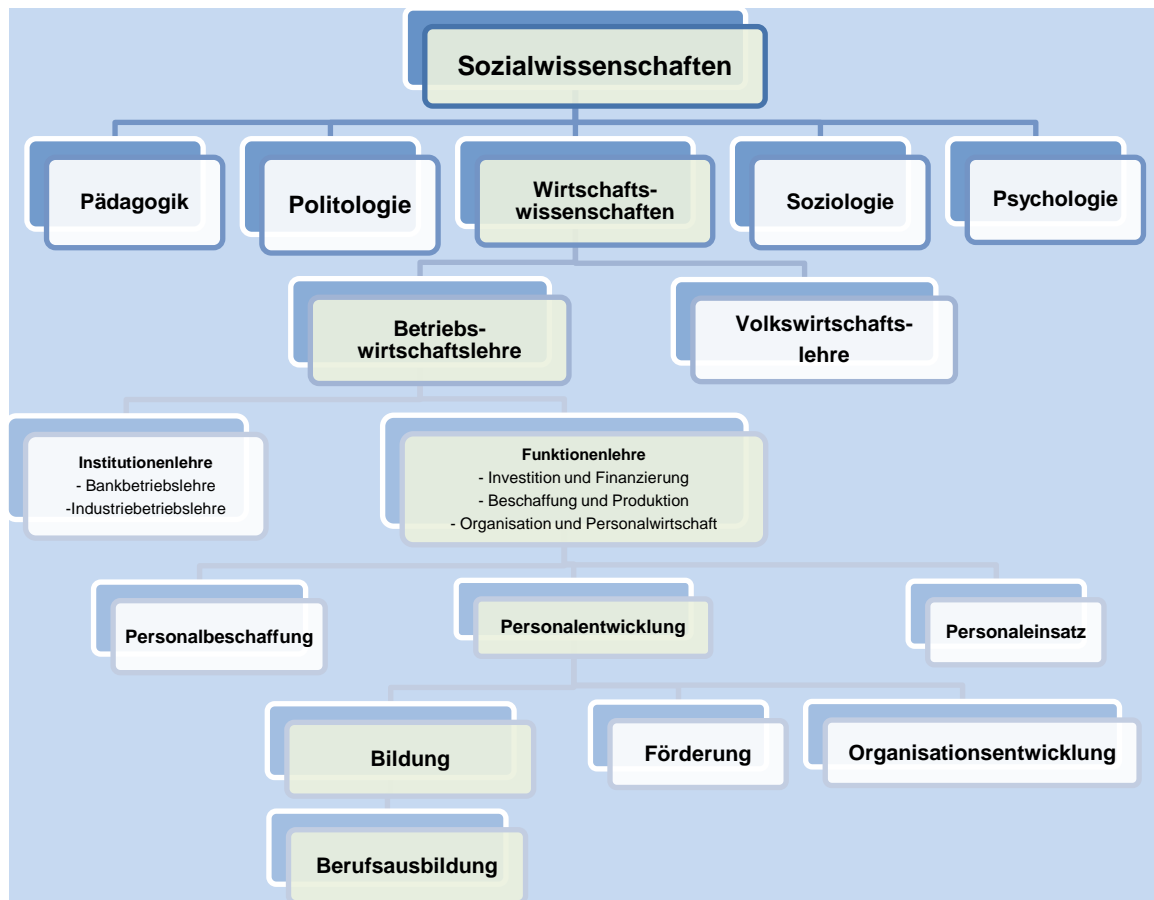 Sozialwissenschaften
Pädagogik
Politologie
Wirtschafts-
wissenschaften
Soziologie
Psychologie
Betriebs-
wirtschaftslehre
Volkswirtschafts-
lehre
Institutionenlehre
- Bankbetriebslehre
-Industriebetriebslehre
Funktionenlehre
- Investition und Finanzierung
- Beschaffung und Produktion
- Organisation und Personalwirtschaft
Personalbeschaffung
Personalentwicklung
Personaleinsatz
Bildung
Förderung
Organisationsentwicklung
Berufsausbildung